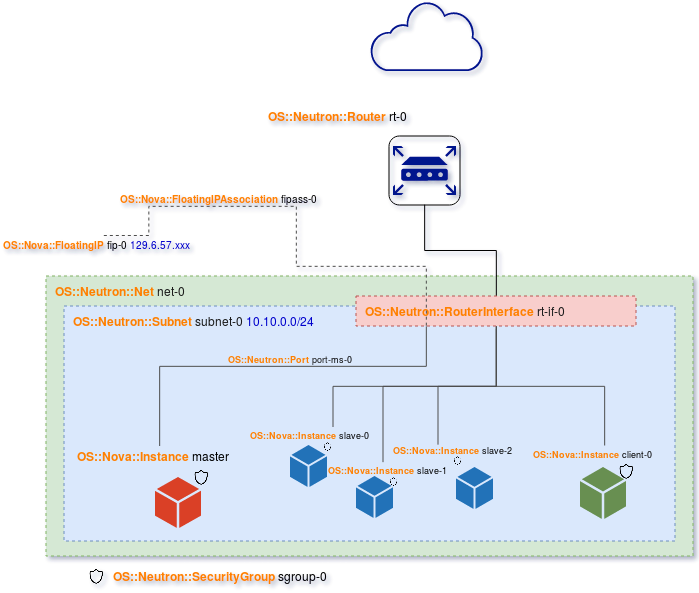 OS::Neutron::Router rt-0
OS::Nova::FloatingIPAssociation fipass-0
OS::Nova::FloatingIP fip-0 129.6.57.xxx
OS::Neutron::Net net-0
OS::Neutron::RouterInterface rt-if-0
OS::Neutron::Subnet subnet-0 10.10.0.0/24
OS::Neutron::Port port-ms-0
OS::Nova::Instance slave-0
OS::Nova::Instance slave-2
OS::Nova::Instance client-0
OS::Nova::Instance master
OS::Nova::Instance slave-1
OS::Neutron::SecurityGroup sgroup-0